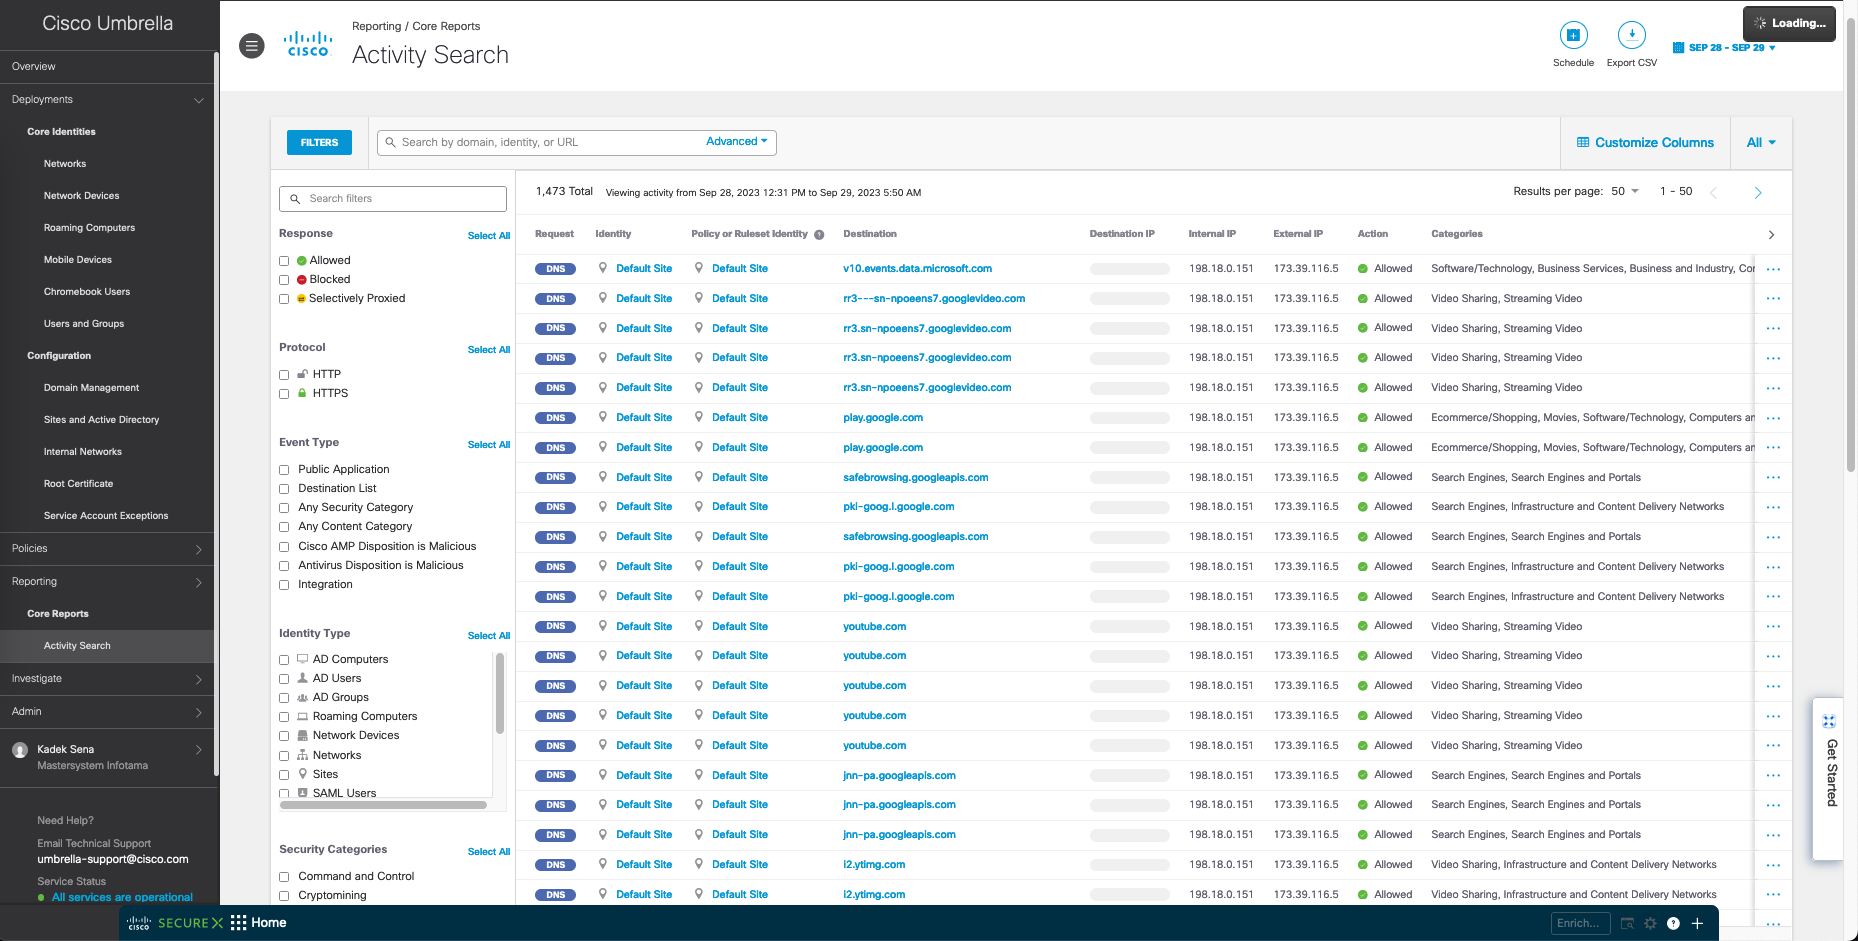 Cisco Umbrella
Overview
Deployments
Core Identities
Networks
Network Devices
Roaming Computers
Mobile Devices
Chromebook Users
Users and Groups
Configuration
Domain Management
Sites and Active Directory
Internal Networks
Root Certificate
Service Account Exceptions
Policies
Reporting
Core Reports
Activity Search
Investigate
Admin
Kadek Sena
Mastersystem Infotama
Need Help?
Email Technical Support
umbrella-support@cisco.com
Service Status
All services are operational
CISCO
Reporting / Core Reports
Activity Search
Schedule
Export CSV
SEP 28 - SEP 29
Loading...
FILTERS
Search by domain, identity, or URL
Advanced
Customize Columns
All
Search filters
Response Select All
Allowed
Blocked
Selectively Proxied
Protocol Select All
HTTP
HTTPS
Event Type Select All
Public Application
Destination List
Any Security Category
Any Content Category
Cisco AMP Disposition is Malicious
Antivirus Disposition is Malicious
Integration
Identity Type Select All
AD Computers
AD Users
AD Groups
Roaming Computers
Network Devices
Networks
Sites
SAML Users
Security Categories Select All
Command and Control
Cryptomining
1,473 Total Viewing activity from Sep 28, 2023 12:31 PM to Sep 29, 2023 5:50 AM Results per page: 50 1 - 50
Request Identity Policy or Ruleset Identity Destination Destination IP Internal IP External IP Action Categories
DNS Default Site Default Site v10.events.data.microsoft.com 198.18.0.151 173.39.116.5 Allowed Software/Technology, Business Services, Business and Industry, Cor
DNS Default Site Default Site rr3---sn-npoeens7.googlevideo.com 198.18.0.151 173.39.116.5 Allowed Video Sharing, Streaming Video
DNS Default Site Default Site rr3.sn-npoeens7.googlevideo.com 198.18.0.151 173.39.116.5 Allowed Video Sharing, Streaming Video
DNS Default Site Default Site rr3.sn-npoeens7.googlevideo.com 198.18.0.151 173.39.116.5 Allowed Video Sharing, Streaming Video
DNS Default Site Default Site rr3.sn-npoeens7.googlevideo.com 198.18.0.151 173.39.116.5 Allowed Video Sharing, Streaming Video
DNS Default Site Default Site play.google.com 198.18.0.151 173.39.116.5 Allowed Ecommerce/Shopping, Movies, Software/Technology, Computers an
DNS Default Site Default Site play.google.com 198.18.0.151 173.39.116.5 Allowed Ecommerce/Shopping, Movies, Software/Technology, Computers an
DNS Default Site Default Site safebrowsing.googleapis.com 198.18.0.151 173.39.116.5 Allowed Search Engines, Search Engines and Portals
DNS Default Site Default Site pki-goog.l.google.com 198.18.0.151 173.39.116.5 Allowed Search Engines, Infrastructure and Content Delivery Networks
DNS Default Site Default Site safebrowsing.googleapis.com 198.18.0.151 173.39.116.5 Allowed Search Engines, Search Engines and Portals
DNS Default Site Default Site pki-goog.l.google.com 198.18.0.151 173.39.116.5 Allowed Search Engines, Infrastructure and Content Delivery Networks
DNS Default Site Default Site pki-goog.l.google.com 198.18.0.151 173.39.116.5 Allowed Search Engines, Infrastructure and Content Delivery Networks
DNS Default Site Default Site youtube.com 198.18.0.151 173.39.116.5 Allowed Video Sharing, Streaming Video
DNS Default Site Default Site youtube.com 198.18.0.151 173.39.116.5 Allowed Video Sharing, Streaming Video
DNS Default Site Default Site youtube.com 198.18.0.151 173.39.116.5 Allowed Video Sharing, Streaming Video
DNS Default Site Default Site youtube.com 198.18.0.151 173.39.116.5 Allowed Video Sharing, Streaming Video
DNS Default Site Default Site youtube.com 198.18.0.151 173.39.116.5 Allowed Video Sharing, Streaming Video
DNS Default Site Default Site jnn-pa.googleapis.com 198.18.0.151 173.39.116.5 Allowed Search Engines, Search Engines and Portals
DNS Default Site Default Site jnn-pa.googleapis.com 198.18.0.151 173.39.116.5 Allowed Search Engines, Search Engines and Portals
DNS Default Site Default Site jnn-pa.googleapis.com 198.18.0.151 173.39.116.5 Allowed Search Engines, Search Engines and Portals
DNS Default Site Default Site i2.ytimg.com 198.18.0.151 173.39.116.5 Allowed Video Sharing, Infrastructure and Content Delivery Networks
DNS Default Site Default Site i2.ytimg.com 198.18.0.151 173.39.116.5 Allowed Video Sharing, Infrastructure and Content Delivery Networks
Get Started
CISCO SECUREX Home Enrich...